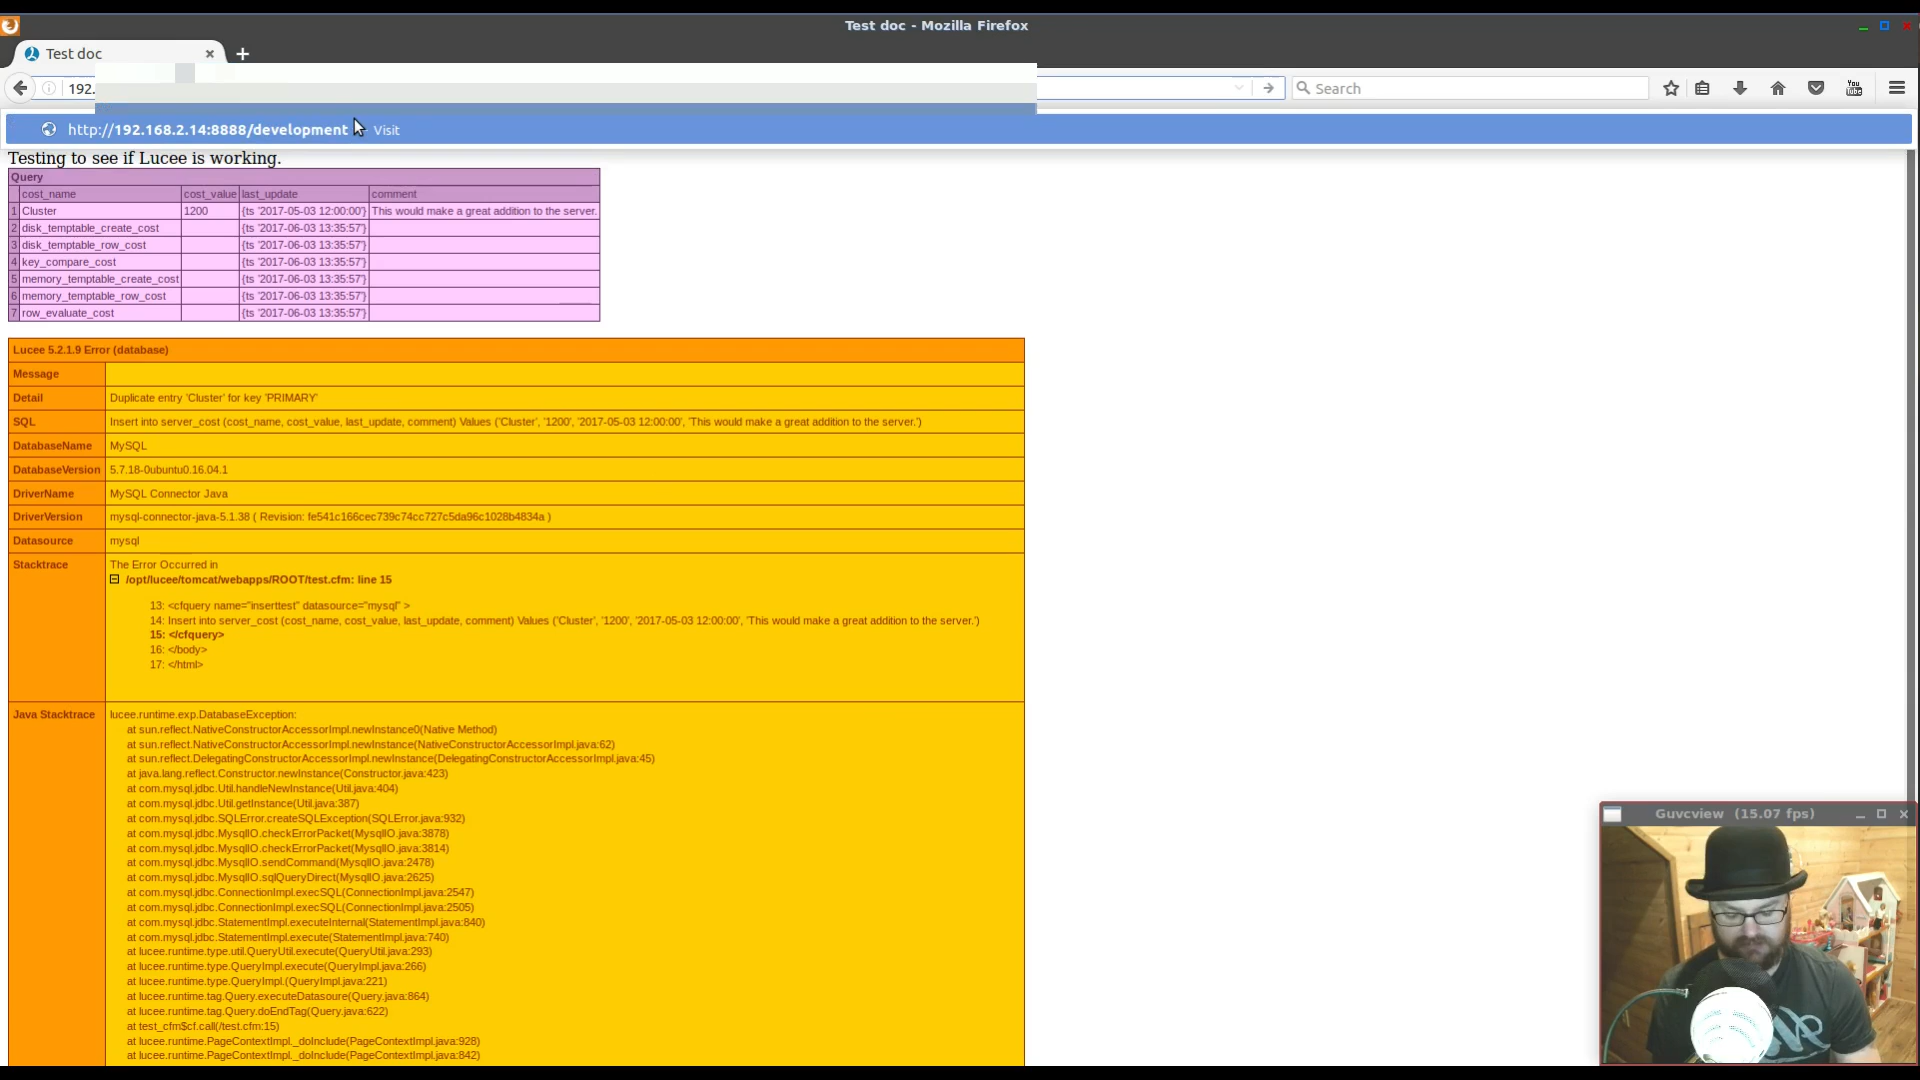 Test doc - Mozilla Firefox
Test doc
192.
Search
You Tube
http://192.168.2.14:8888/development Visit
Testing to see if Lucee is working.
Query
cost_name cost_value last_update comment
1 Cluster 1200 {ts '2017-05-03 12:00:00'} This would make a great addition to the server.
2 disk_temptable_create_cost {ts '2017-06-03 13:35:57'}
3 disk_temptable_row_cost {ts '2017-06-03 13:35:57'}
4 key_compare_cost {ts '2017-06-03 13:35:57'}
5 memory_temptable_create_cost {ts '2017-06-03 13:35:57'}
6 memory_temptable_row_cost {ts '2017-06-03 13:35:57'}
7 row_evaluate_cost {ts '2017-06-03 13:35:57'}
Lucee 5.2.1.9 Error (database)
Message
Detail Duplicate entry 'Cluster' for key 'PRIMARY'
SQL Insert into server_cost (cost_name, cost_value, last_update, comment) Values ('Cluster', '1200', '2017-05-03 12:00:00', 'This would make a great addition to the server.')
DatabaseName MySQL
DatabaseVersion 5.7.18-0ubuntu0.16.04.1
DriverName MySQL Connector Java
DriverVersion mysql-connector-java-5.1.38 ( Revision: fe541c166cec739c74cc727c5da96c1028b4834a )
Datasource mysql
Stacktrace The Error Occurred in
/opt/lucee/tomcat/webapps/ROOT/test.cfm: line 15
13: <cfquery name="inserttest" datasource="mysql" >
14: Insert into server_cost (cost_name, cost_value, last_update, comment) Values ('Cluster', '1200', '2017-05-03 12:00:00', 'This would make a great addition to the server.')
15: </cfquery>
16: </body>
17: </html>
Java Stacktrace lucee.runtime.exp.DatabaseException:
at sun.reflect.NativeConstructorAccessorImpl.newInstance0(Native Method)
at sun.reflect.NativeConstructorAccessorImpl.newInstance(NativeConstructorAccessorImpl.java:62)
at sun.reflect.DelegatingConstructorAccessorImpl.newInstance(DelegatingConstructorAccessorImpl.java:45)
at java.lang.reflect.Constructor.newInstance(Constructor.java:423)
at com.mysql.jdbc.Util.handleNewInstance(Util.java:404)
at com.mysql.jdbc.Util.getInstance(Util.java:387)
at com.mysql.jdbc.SQLError.createSQLException(SQLError.java:932)
at com.mysql.jdbc.MysqlIO.checkErrorPacket(MysqlIO.java:3878)
at com.mysql.jdbc.MysqlIO.checkErrorPacket(MysqlIO.java:3814)
at com.mysql.jdbc.MysqlIO.sendCommand(MysqlIO.java:2478)
at com.mysql.jdbc.MysqlIO.sqlQueryDirect(MysqlIO.java:2625)
at com.mysql.jdbc.ConnectionImpl.execSQL(ConnectionImpl.java:2547)
at com.mysql.jdbc.ConnectionImpl.execSQL(ConnectionImpl.java:2505)
at com.mysql.jdbc.StatementImpl.executeInternal(StatementImpl.java:840)
at com.mysql.jdbc.StatementImpl.execute(StatementImpl.java:740)
at lucee.runtime.type.util.QueryUtil.execute(QueryUtil.java:293)
at lucee.runtime.type.QueryImpl.execute(QueryImpl.java:266)
at lucee.runtime.type.QueryImpl.(QueryImpl.java:221)
at lucee.runtime.tag.Query.executeDatasoure(Query.java:864)
at lucee.runtime.tag.Query.doEndTag(Query.java:622)
at test_cfm$cf.call(/test.cfm:15)
at lucee.runtime.PageContextImpl._doInclude(PageContextImpl.java:928)
at lucee.runtime.PageContextImpl._doInclude(PageContextImpl.java:842)
Guvcview (15.07 fps)